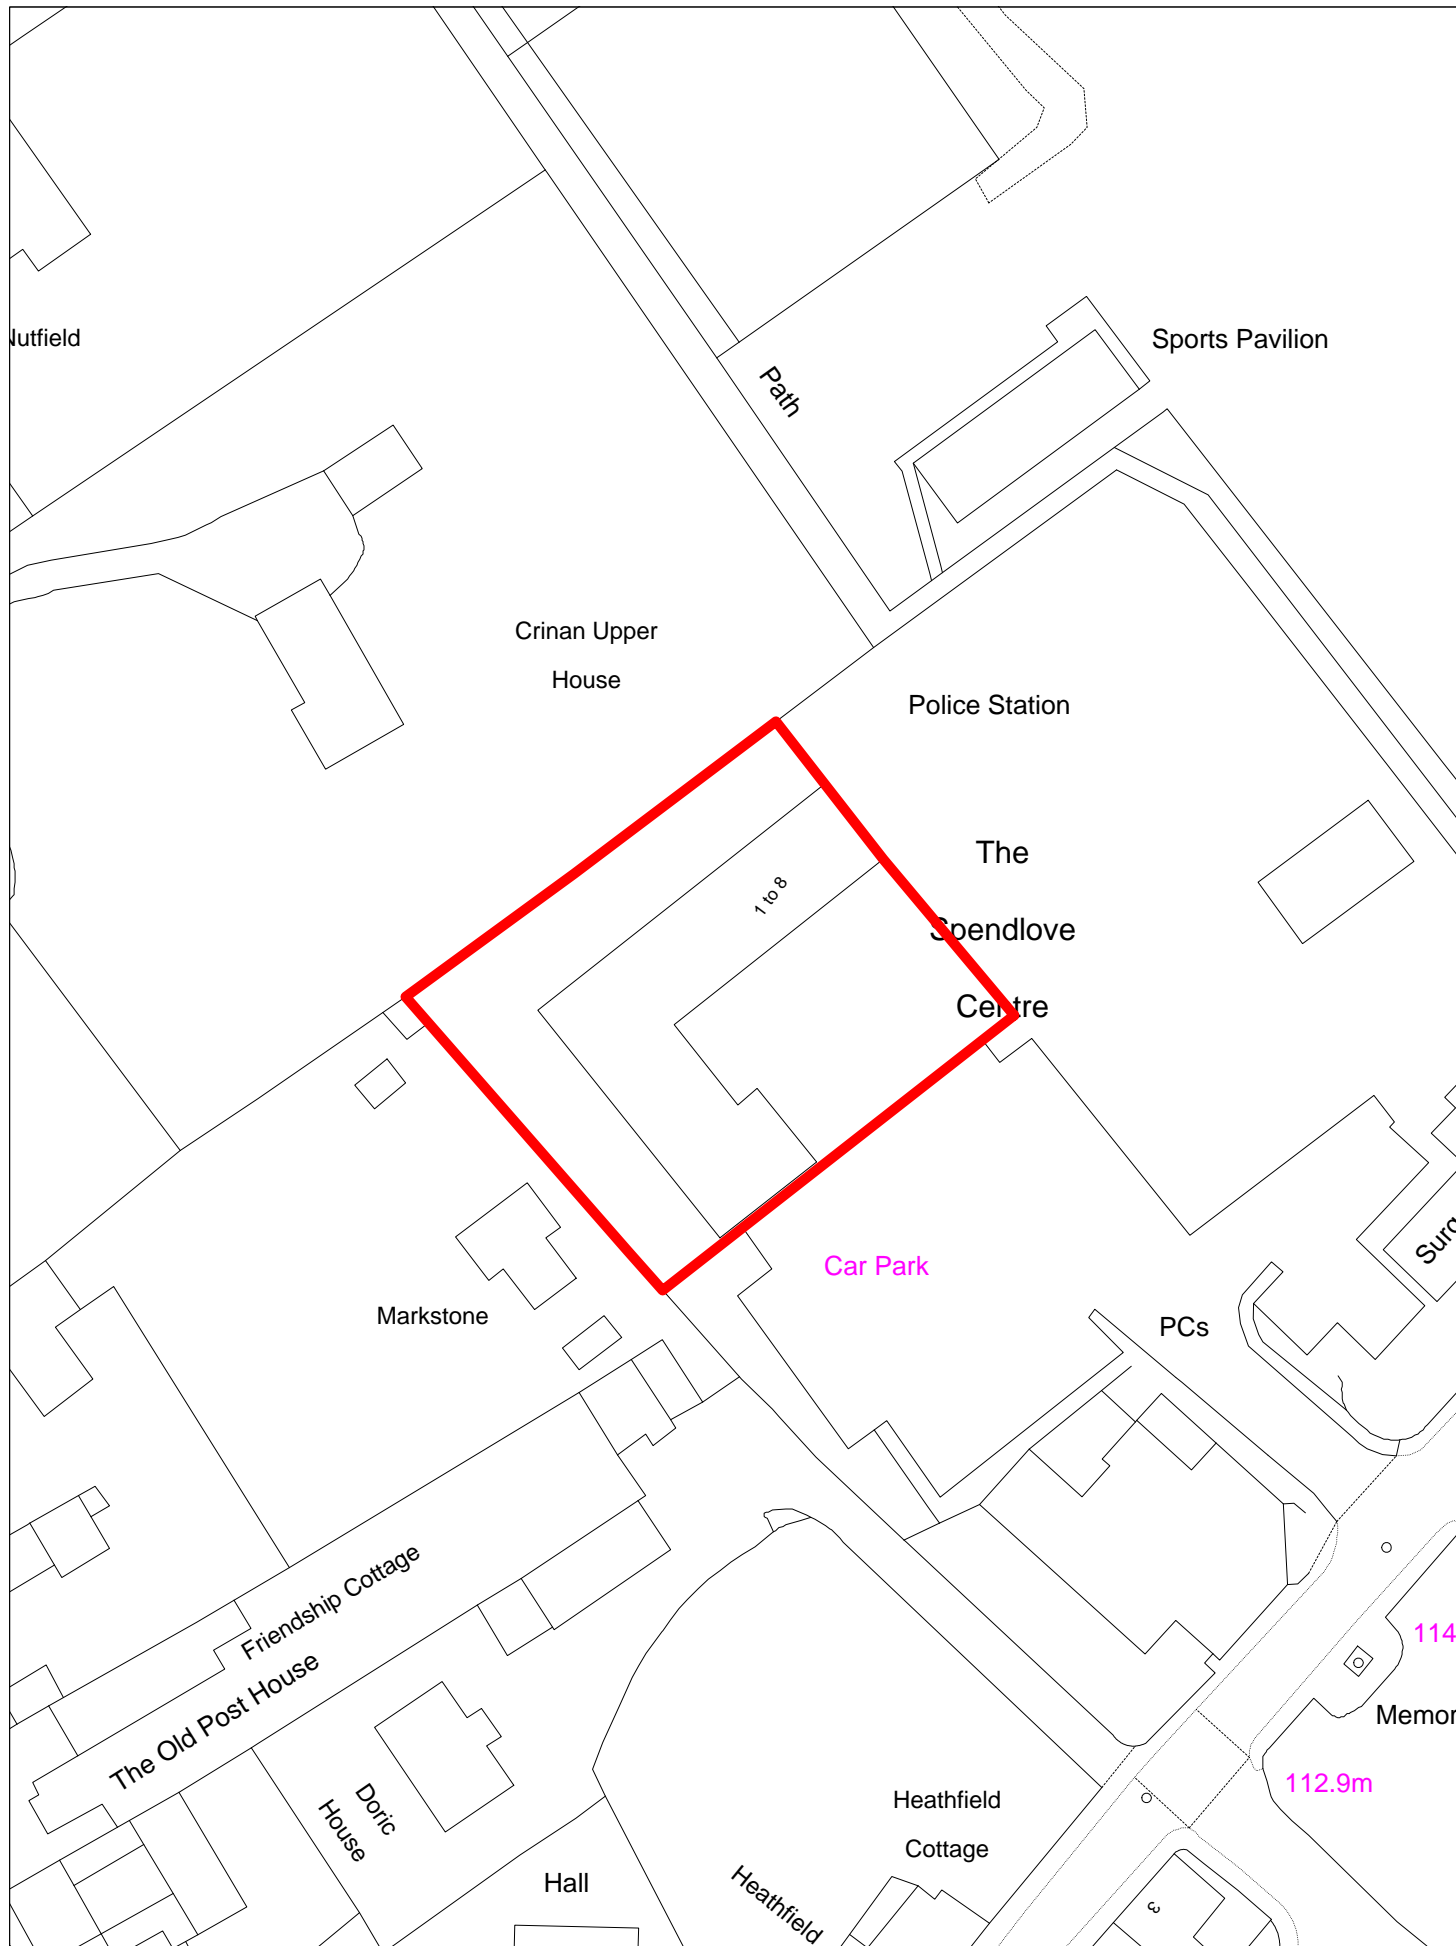 Nutfield
Sports Pavilion
Path
Crinan Upper
House
Police Station
The
Spendlove
Centre
1 to 8
Car Park
Markstone
PCs
Surg
Friendship Cottage
The Old Post House
114
Memor
112.9m
Doric
House
Heathfield
Cottage
Hall
Heathfield
3